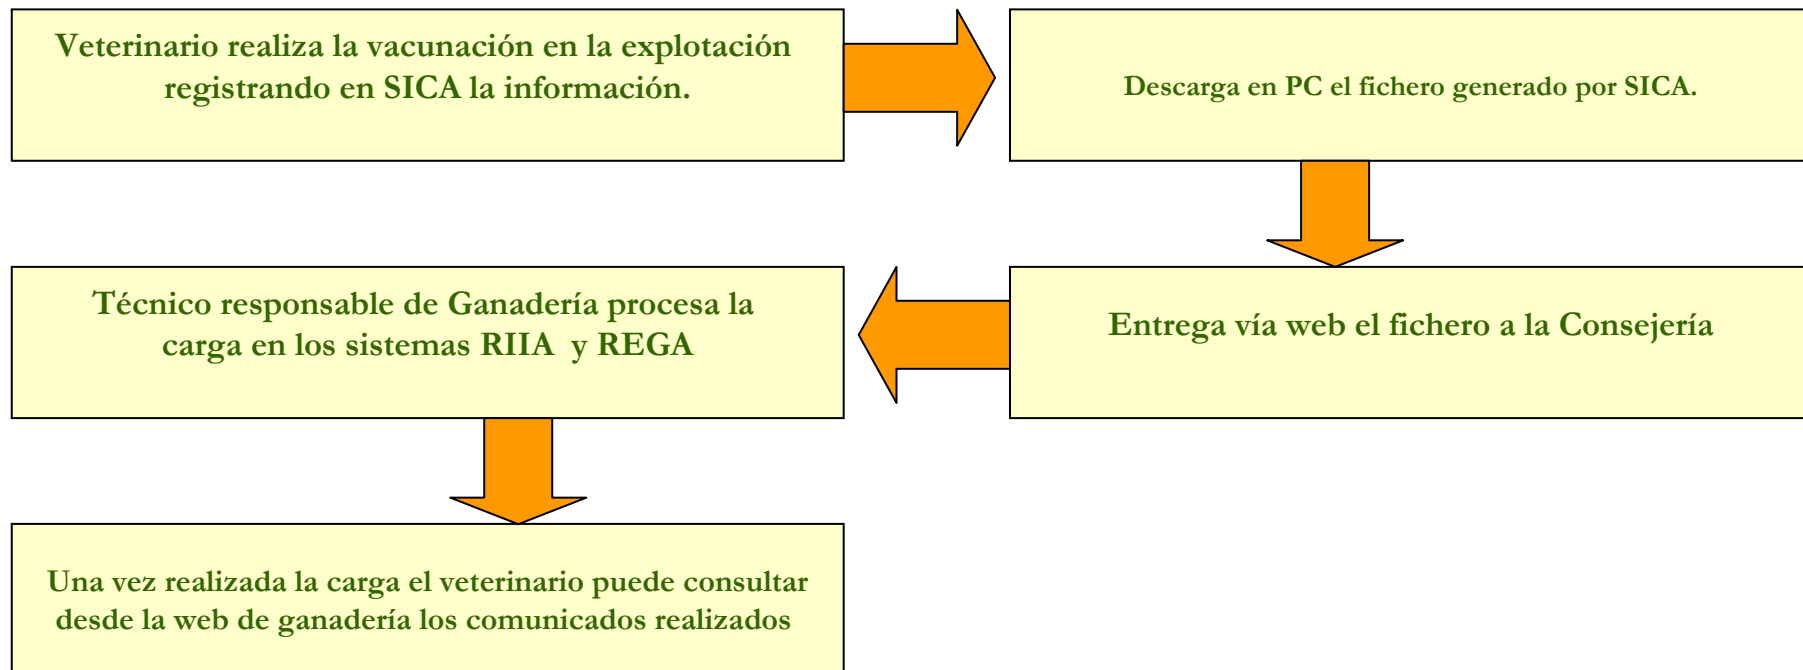 Veterinario realiza la vacunación en la explotación
registrando en SICA la información.
Descarga en PC el fichero generado por SICA.
Entrega vía web el fichero a la Consejería
Técnico responsable de Ganadería procesa la
carga en los sistemas RIIA y REGA
Una vez realizada la carga el veterinario puede consultar
desde la web de ganadería los comunicados realizados